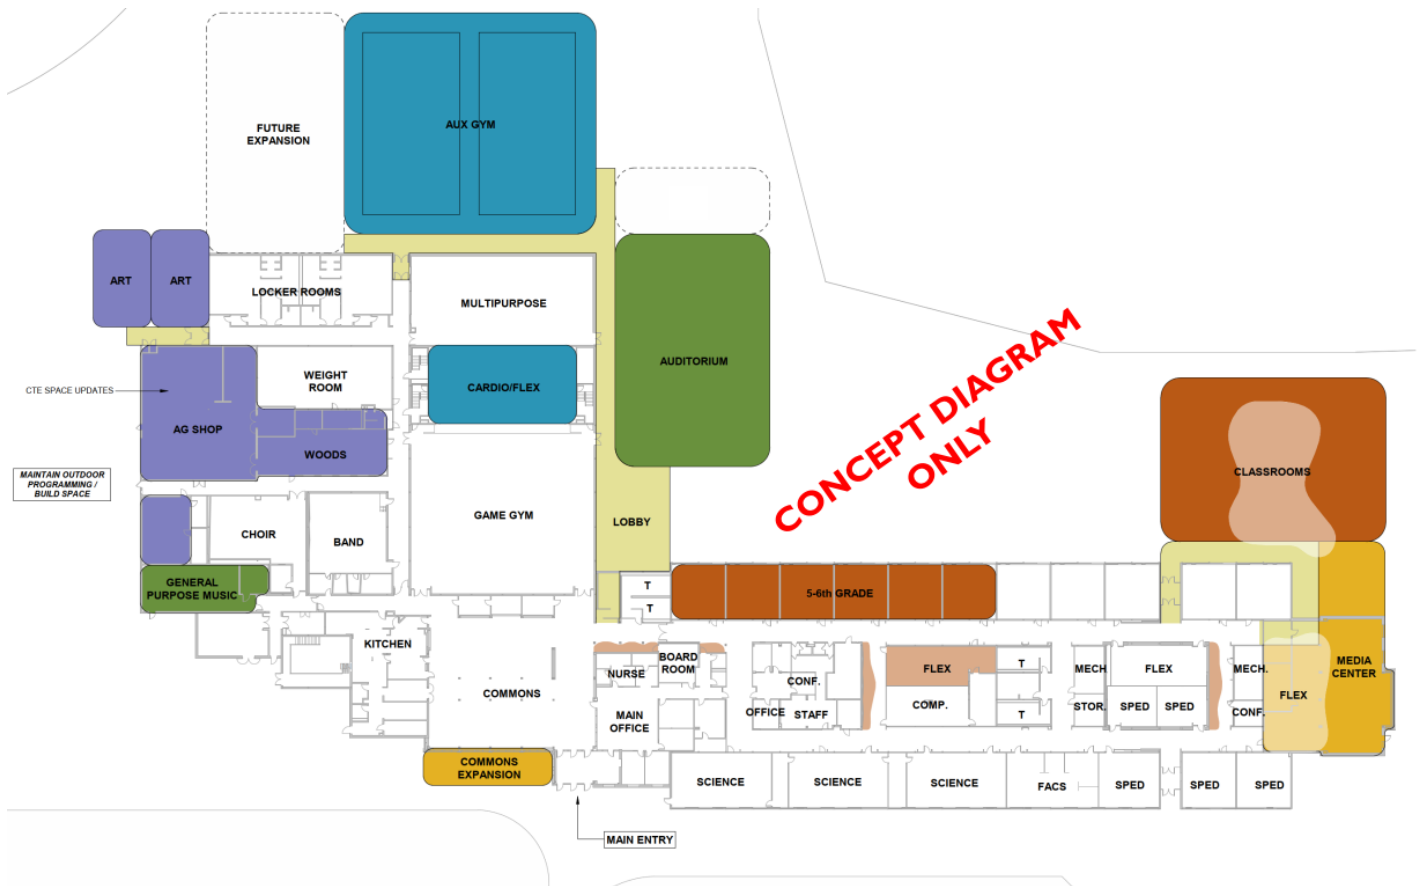 FUTURE
EXPANSION
AUX GYM
ART
ART
LOCKER ROOMS
MULTIPURPOSE
AUDITORIUM
CONCEPT DIAGRAM
ONLY
CTE SPACE UPDATES
WEIGHT
ROOM
CARDIO/FLEX
AG SHOP
WOODS
MAINTAIN OUTDOOR
PROGRAMMING /
BUILD SPACE
CLASSROOMS
CHOIR
BAND
GAME GYM
LOBBY
GENERAL
PURPOSE MUSIC
T
T
5-6th GRADE
KITCHEN
COMMONS
NURSE
BOARD
ROOM
CONF.
FLEX
T
MECH.
FLEX
MECH.
MEDIA
CENTER
MAIN
OFFICE
OFFICE
STAFF
COMP.
T
STOR.
SPED
SPED
CONF.
FLEX
COMMONS
EXPANSION
SCIENCE
SCIENCE
SCIENCE
FACS
SPED
SPED
SPED
MAIN ENTRY